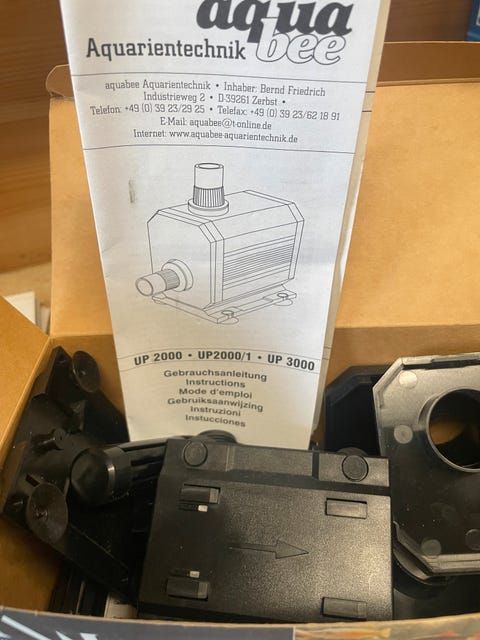 aqua
Aquarientechnik bee
aquabee Aquarientechnik • Inhaber: Bernd Friedrich
Industrieweg 2 • D-39261 Zerbst •
Telefon: +49 (0) 39 23/29 25 • Telefax: +49 (0) 39 23/62 18 91
E-Mail: aquabee@t-online.de
Internet: www.aquabee-aquarientechnik.de
UP 2000 • UP2000/1 • UP 3000
Gebrauchsanleitung
Instructions
Mode d'emploi
Gebruiksaanwijzing
Instruzioni
Instucciones